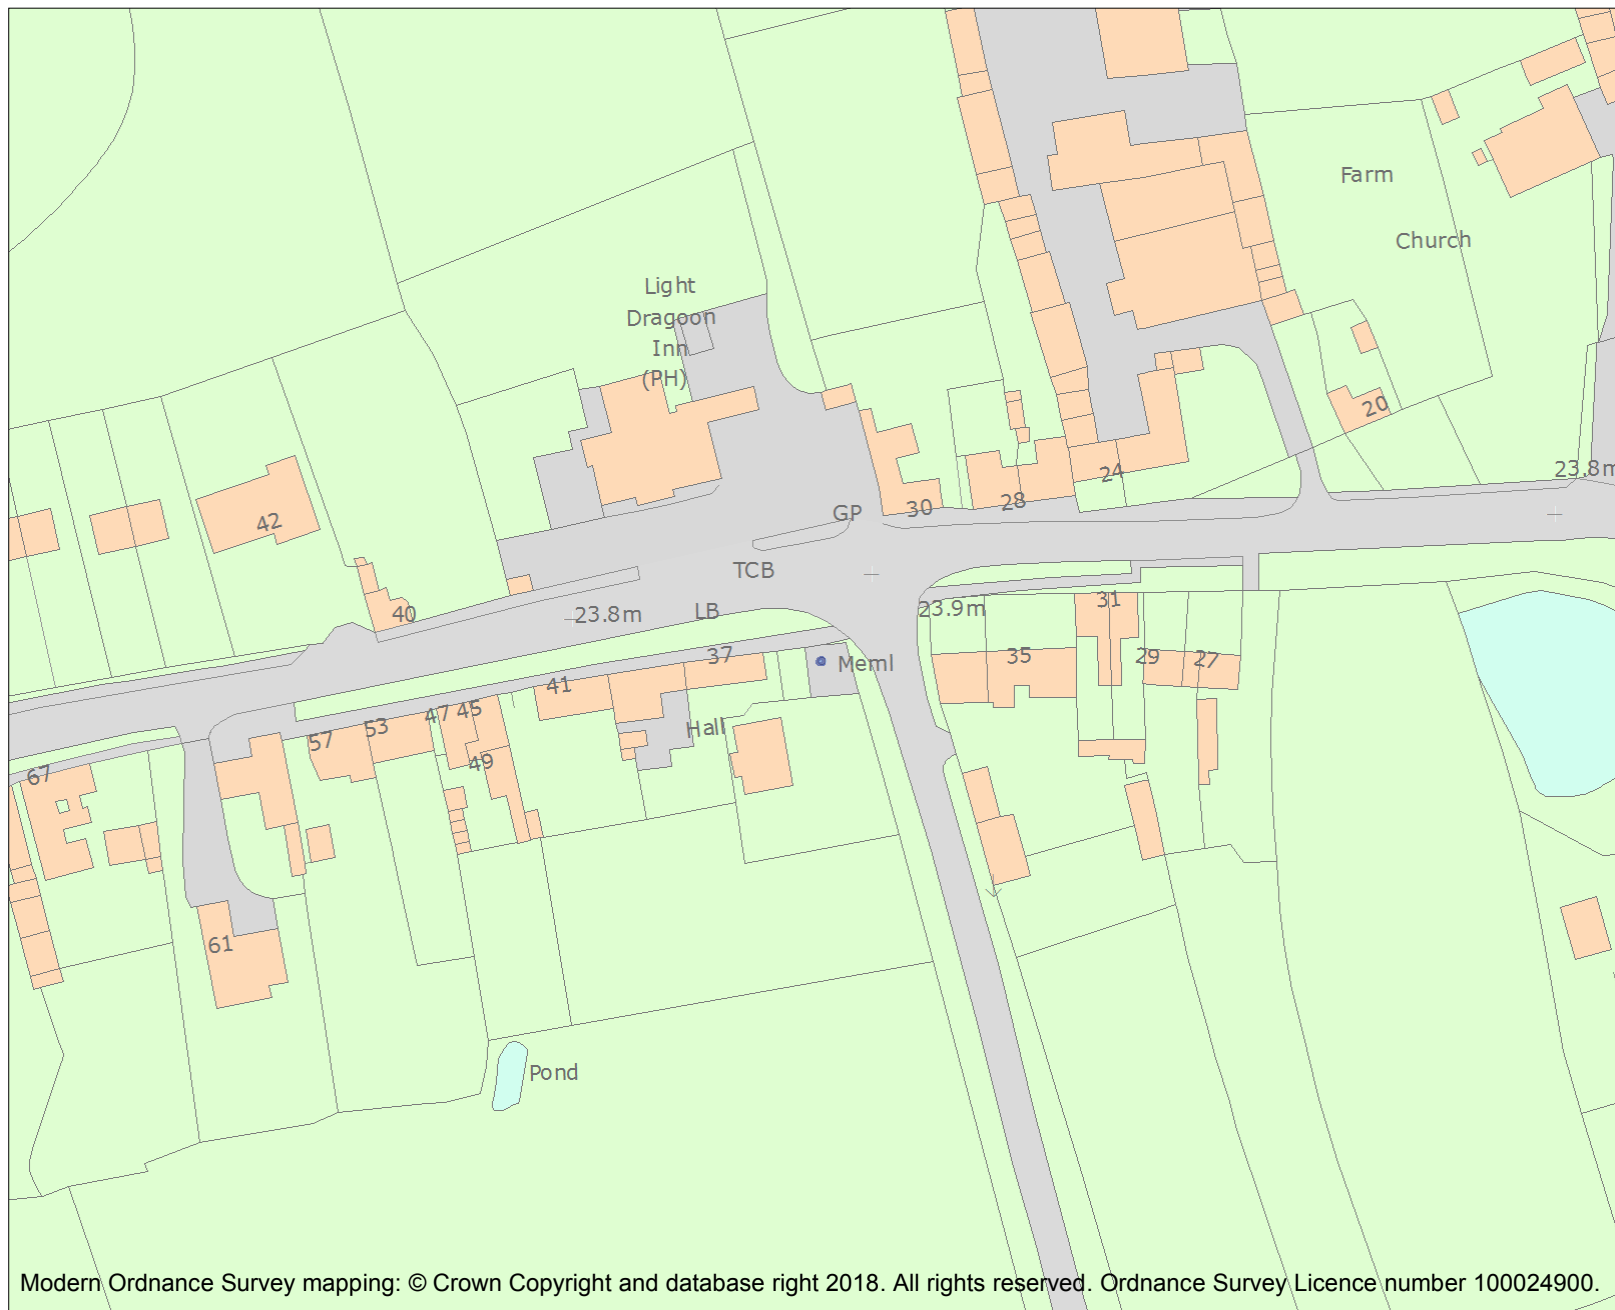 Farm
Church
Light
Dragoon
Inn
(PH)
20
23.8m
24
28
30
GP
42
TCB
40
23.8m
LB
23.9m
31
35
29
27
37
Meml
41
Hall
45
47
53
57
49
67
61
Pond
Modern Ordnance Survey mapping: © Crown Copyright and database right 2018. All rights reserved. Ordnance Survey Licence number 100024900.